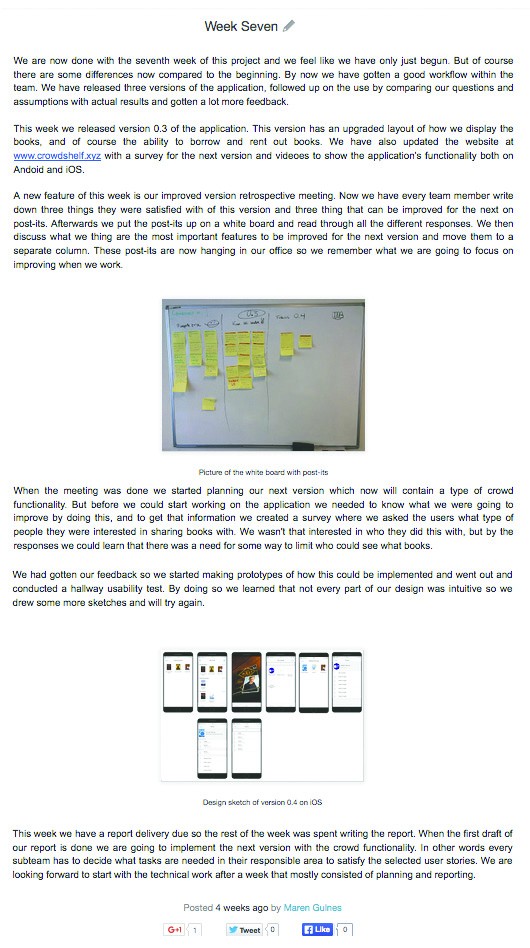 Week Seven
We are now done with the seventh week of this project and we feel like we have only just begun. But of course
there are some differences now compared to the beginning. By now we have gotten a good workflow within the
team. We have released three versions of the application, followed up on the use by comparing our questions and
assumptions with actual results and gotten a lot more feedback.
This week we released version 0.3 of the application. This version has an upgraded layout of how we display the
books, and of course the ability to borrow and rent out books. We have also updated the website at
www.crowdshelf.xyz with a survey for the next version and videoes to show the application's functionality both on
Andoid and iOS.
A new feature of this week is our improved version retrospective meeting. Now we have every team member write
down three things they were satisfied with of this version and three thing that can be improved for the next on
post-its. Afterwards we put the post-its up on a white board and read through all the different responses. We then
discuss what we thing are the most important features to be improved for the next version and move them to a
separate column. These post-its are now hanging in our office so we remember what we are going to focus on
improving when we work.
Picture of the white board with post-its
When the meeting was done we started planning our next version which now will contain a type of crowd
functionality. But before we could start working on the application we needed to know what we were going to
improve by doing this, and to get that information we created a survey where we asked the users what type of
people they were interested in sharing books with. We wasn't that interested in who they did this with, but by the
responses we could learn that there was a need for some way to limit who could see what books.
We had gotten our feedback so we started making prototypes of how this could be implemented and went out and
conducted a hallway usability test. By doing so we learned that not every part of our design was intuitive so we
drew some more sketches and will try again.
Design sketch of version 0.4 on iOS
This week we have a report delivery due so the rest of the week was spent writing the report. When the first draft of
our report is done we are going to implement the next version with the crowd functionality. In other words every
subteam has to decide what tasks are needed in their responsible area to satisfy the selected user stories. We are
looking forward to start with the technical work after a week that mostly consisted of planning and reporting.
Posted 4 weeks ago by Maren Gulnes
G+1 1 Tweet 0 Like 0